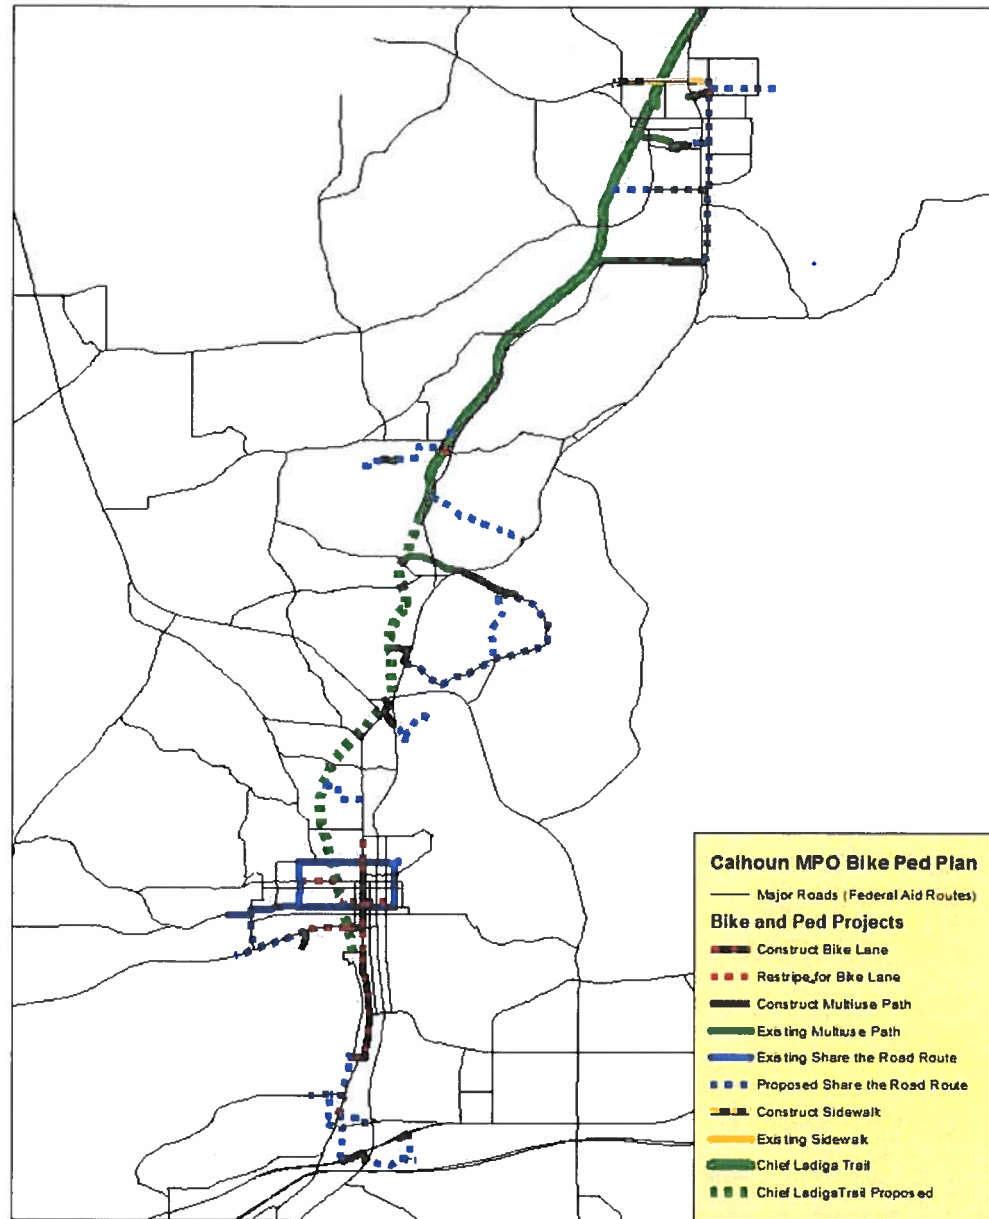 Calhoun MPO Bike Ped Plan
Major Roads (Federal Aid Routes)
Bike and Ped Projects
Construct Bike Lane
Restripe for Bike Lane
Construct Multiuse Path
Existing Multiuse Path
Existing Share the Road Route
Proposed Share the Road Route
Construct Sidewalk
Existing Sidewalk
Chief Ladiga Trail
Chief LadigaTrail Proposed